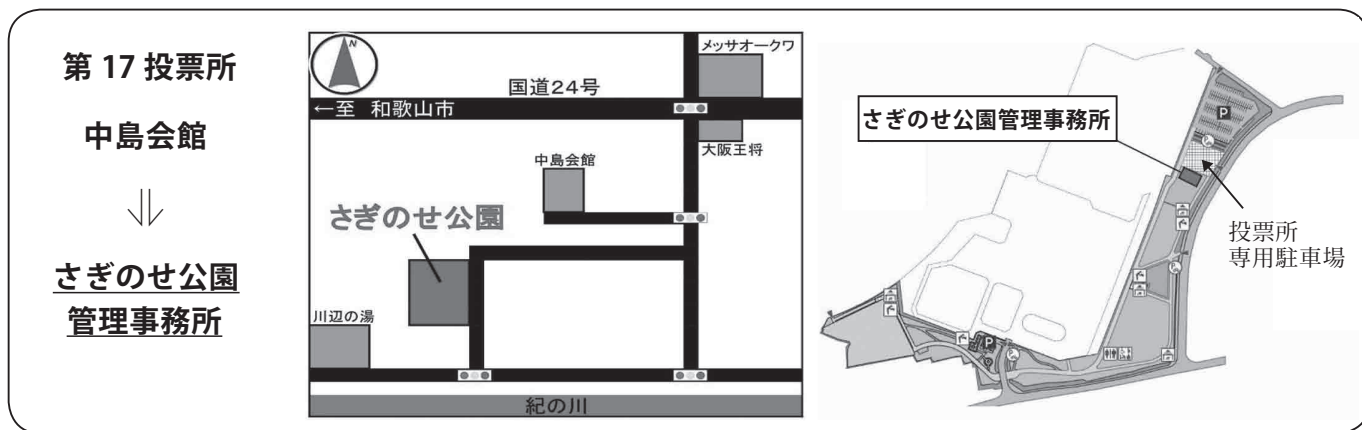 第 17 投票所
中島会館
⇓
さぎのせ公園
管理事務所
N
メッサオークワ
国道24号
←至 和歌山市
大阪王将
中島会館
さぎのせ公園
川辺の湯
紀の川
さぎのせ公園管理事務所
P
投票所
専用駐車場
P